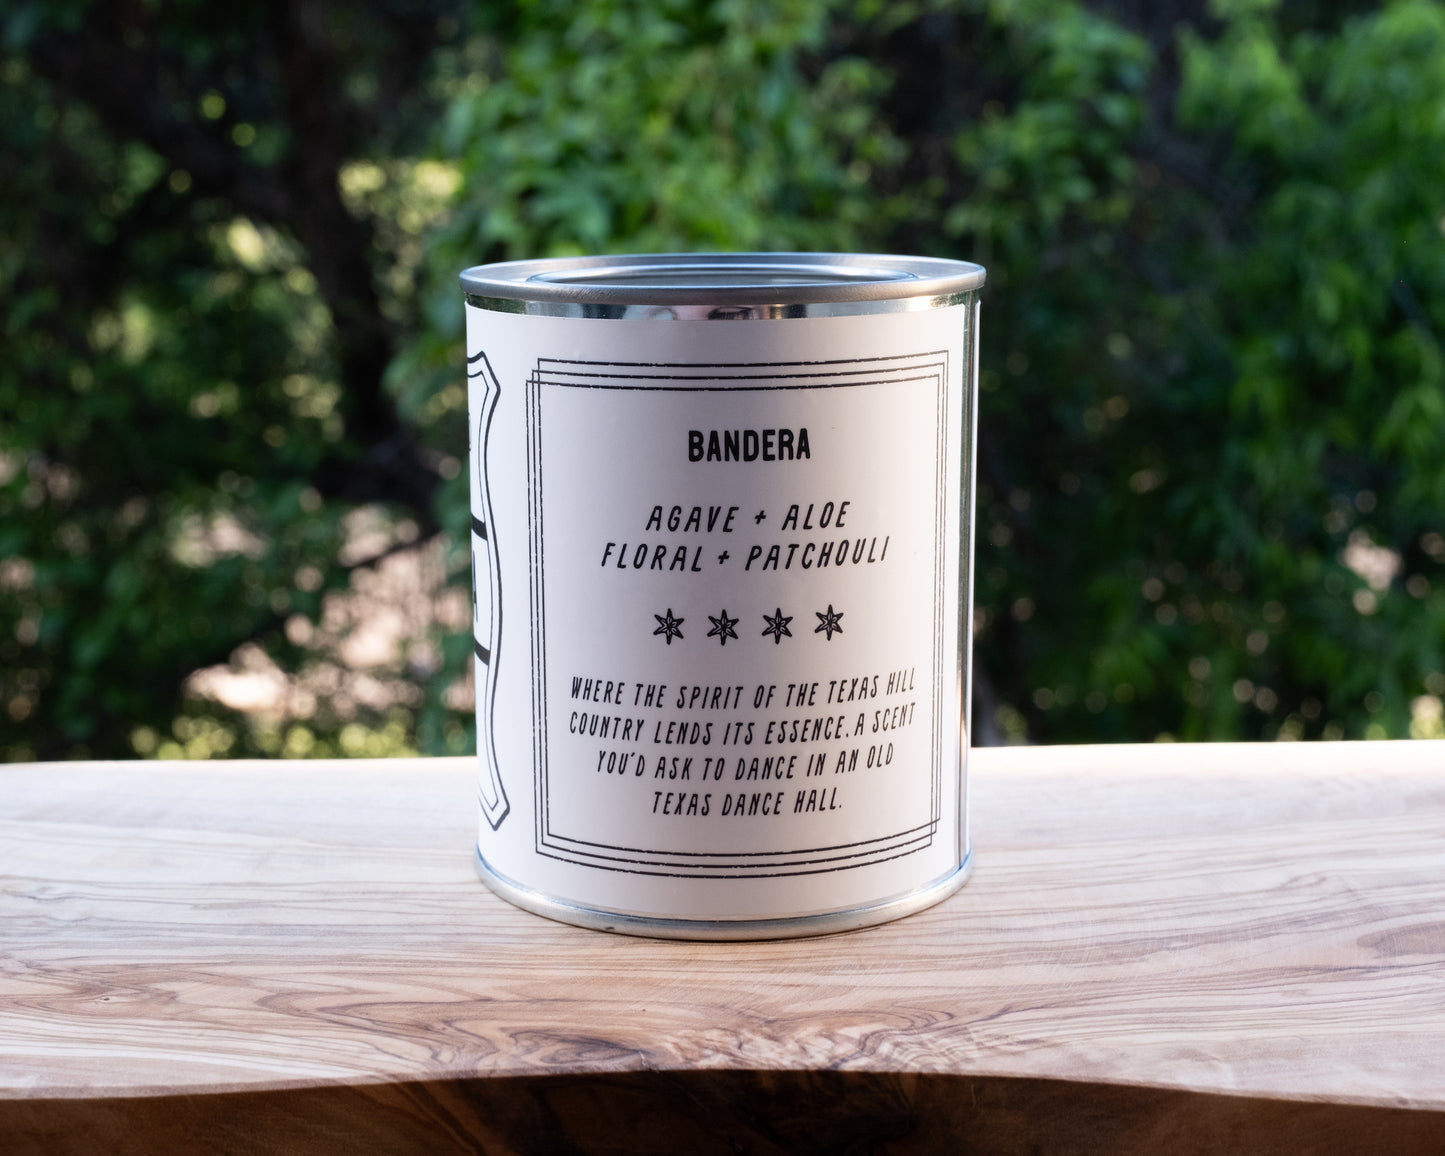 BANDERA
AGAVE + ALOE
FLORAL + PATCHOULI
WHERE THE SPIRIT OF THE TEXAS HILL
COUNTRY LENDS ITS ESSENCE. A SCENT
YOU'D ASK TO DANCE IN AN OLD
TEXAS DANCE HALL.